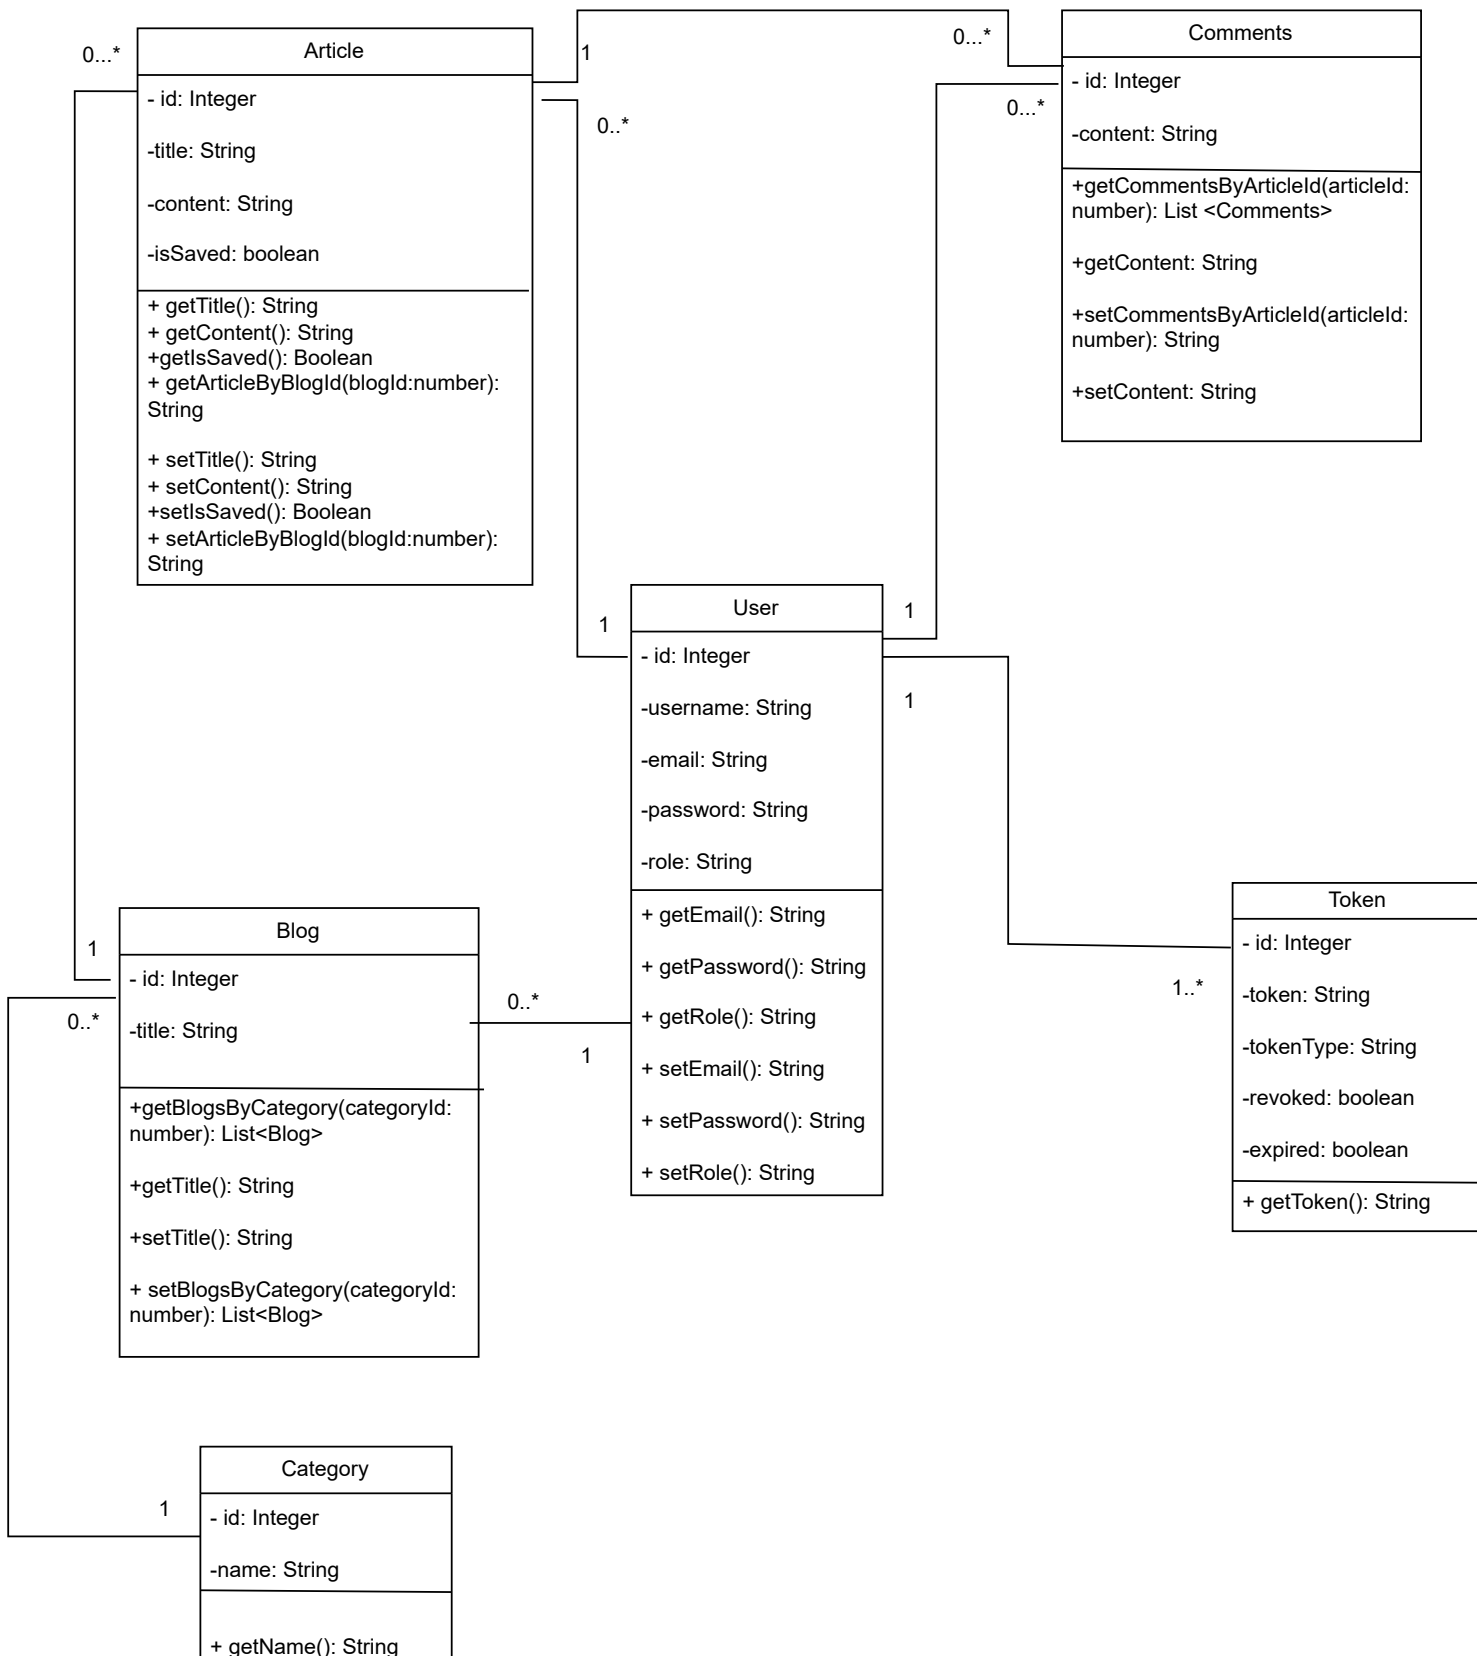 0...*
Article
1
- id: Integer
-title: String
-content: String
-isSaved: boolean
+ getTitle(): String
+ getContent(): String
+getIsSaved(): Boolean
+ getArticleByBlogId(blogId:number):
String
+ setTitle(): String
+ setContent(): String
+setIsSaved(): Boolean
+ setArticleByBlogId(blogId:number):
String
0..*
0...*
Comments
0...*
- id: Integer
-content: String
+getCommentsByArticleId(articleId:
number): List <Comments>
+getContent: String
+setCommentsByArticleId(articleId:
number): String
+setContent: String
1
User
1
- id: Integer
-username: String
-email: String
-password: String
-role: String
+ getEmail(): String
+ getPassword(): String
+ getRole(): String
+ setEmail(): String
+ setPassword(): String
+ setRole(): String
1
Token
- id: Integer
-token: String
-tokenType: String
-revoked: boolean
-expired: boolean
+ getToken(): String
1..*
1
Blog
- id: Integer
-title: String
+getBlogsByCategory(categoryId:
number): List<Blog>
+getTitle(): String
+setTitle(): String
+ setBlogsByCategory(categoryId:
number): List<Blog>
0..*
0..*
1
1
Category
- id: Integer
-name: String
+ getName(): String